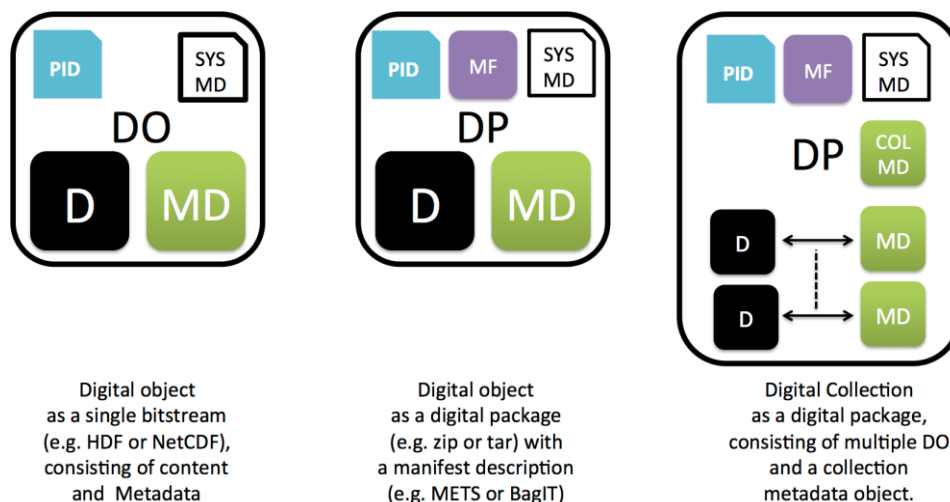 PID
SYS
MD
DO
D
MD
Digital object
as a single bitstream
(e.g. HDF or NetCDF),
consisting of content
and Metadata
PID
MF
SYS
MD
DP
D
MD
Digital object
as a digital package
(e.g. zip or tar) with
a manifest description
(e.g. METS or BagIT)
PID
MF
SYS
MD
DP
COL
MD
D
MD
D
MD
Digital Collection
as a digital package,
consisting of multiple DO
and a collection
metadata object.